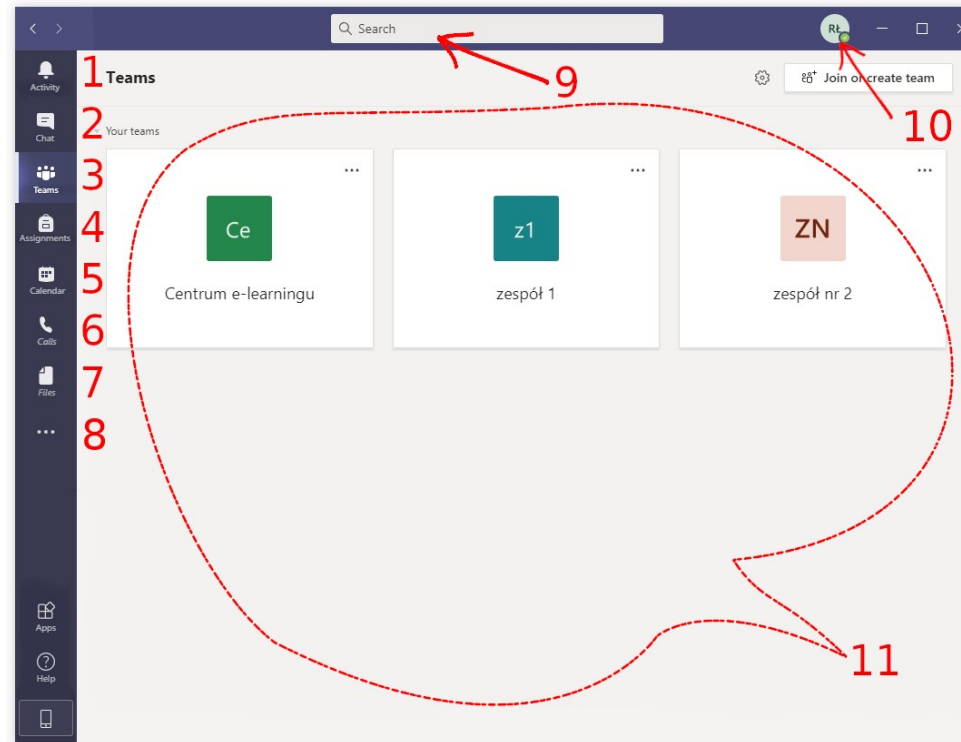 Search
RŁ
9
10
Activity
1
Teams
Join or create team
Chat
2
Your teams
Teams
3
Assignments
4
Calendar
5
Calls
6
Files
7
8
Ce
Centrum e-learningu
z1
zespół 1
ZN
zespół nr 2
11
Apps
Help